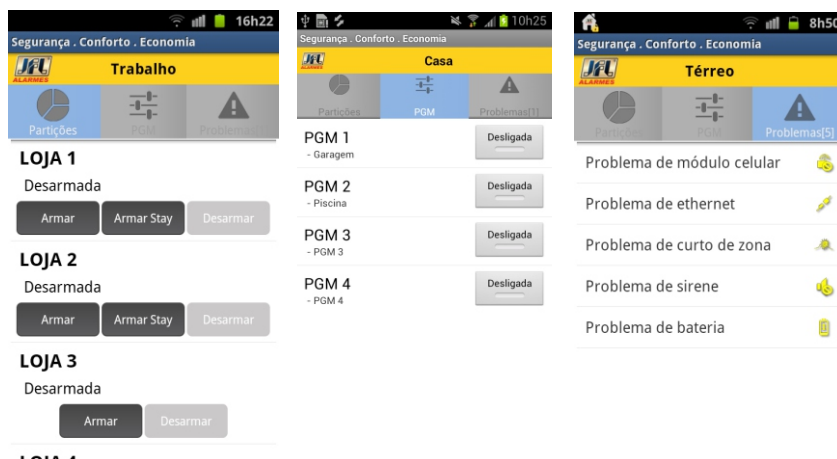 16h22
Segurança . Conforto . Economia
JFL
ALARMES
Trabalho
Partições
PGM
Problemas
LOJA 1
Desarmada
Armar
Armar Stay
Desarmar
LOJA 2
Desarmada
Armar
Armar Stay
Desarmar
LOJA 3
Desarmada
Armar
Desarmar
LOJA 4
10h25
Segurança . Conforto . Economia
JFL
ALARMES
Casa
Partições
PGM
Problemas[1]
PGM 1
- Garagem
Desligada
PGM 2
- Piscina
Desligada
PGM 3
- PGM 3
Desligada
PGM 4
- PGM 4
Desligada
8h50
Segurança . Conforto . Economia
JFL
ALARMES
Térreo
Partições
PGM
Problemas[5]
Problema de módulo celular
Problema de ethernet
Problema de curto de zona
Problema de sirene
Problema de bateria